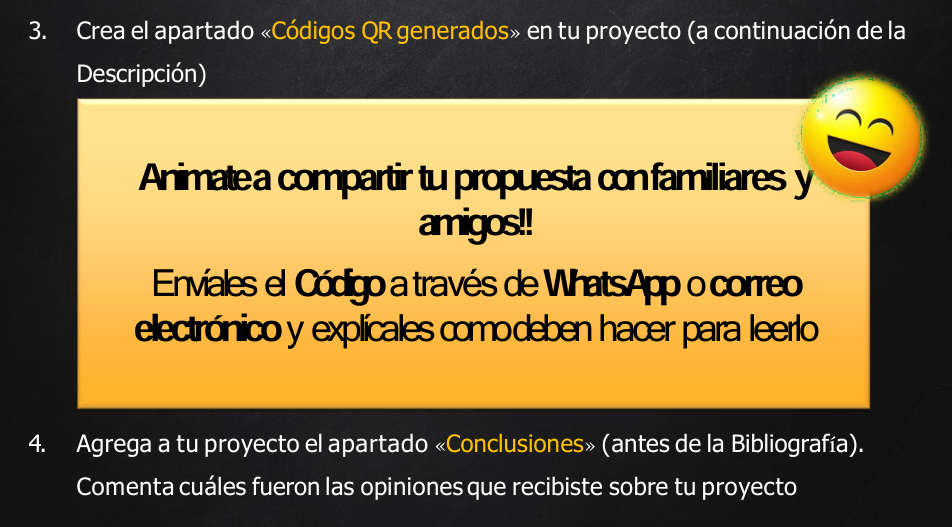 3. Crea el apartado «Códigos QR generados» en tu proyecto (a continuación de la
Descripción)
Animate a compartir tu propuesta con familiares y
amigos!!
Envíales el Código a través de WhatsApp o correo
electrónico y explícales como deben hacer para leerlo
4. Agrega a tu proyecto el apartado «Conclusiones» (antes de la Bibliografía).
Comenta cuáles fueron las opiniones que recibiste sobre tu proyecto